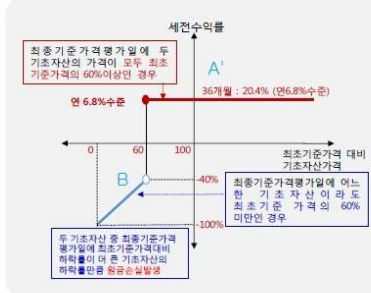 세전수익률
최종기준가격평가일에 두
기초자산의 가격이 모두 최초
기준가격의 60%이상인 경우
A'
36개월 : 20.4% (연6.8%수준)
연 6.8%수준
0 60 100
최초기준가격 대비
기초자산가격
B
-40%
최종기준가격평가일에 어느
한 기초자산이라도
최초기준 가격의 60%
미만인 경우
-100%
두 기초자산 중 최종기준가격
평가일에 최초기준가격대비
하락률이 더 큰 기초자산의
하락률만큼 원금손실발생